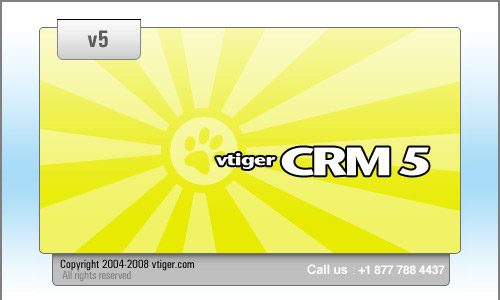 v5
vtiger CRM 5
Copyright 2004-2008 vtiger.com
All rights reserved
Call us : +1 877 788 4437